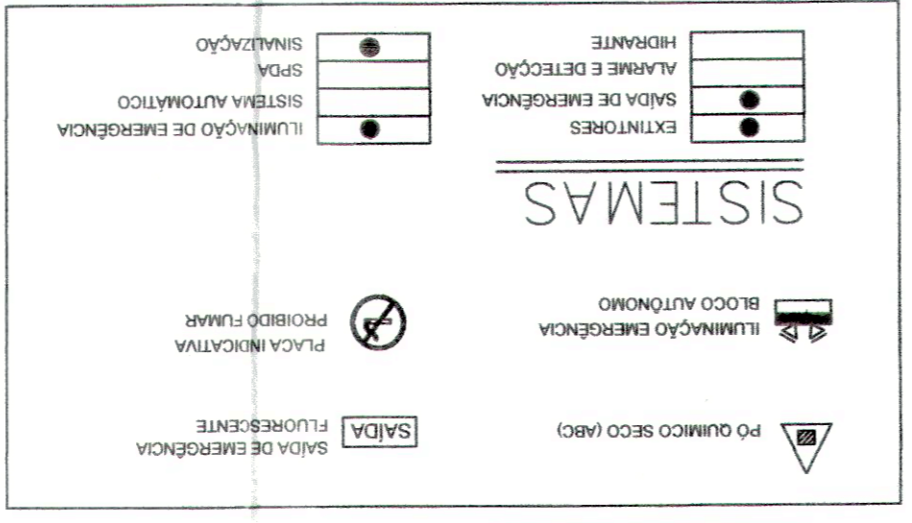 PÓ QUIMICO SECO (ABC)
SAÍDA
SAÍDA DE EMERGÊNCIA
FLUORESCENTE
ILUMINAÇÃO EMERGÊNCIA
BLOCO AUTÔNOMO
PLACA INDICATIVA
PROIBIDO FUMAR
SISTEMAS
EXTINTORES
SAÍDA DE EMERGÊNCIA
ALARME E DETECÇÃO
HIDRANTE
ILUMINAÇÃO DE EMERGÊNCIA
SISTEMA AUTOMÁTICO
SPDA
SINALIZAÇÃO